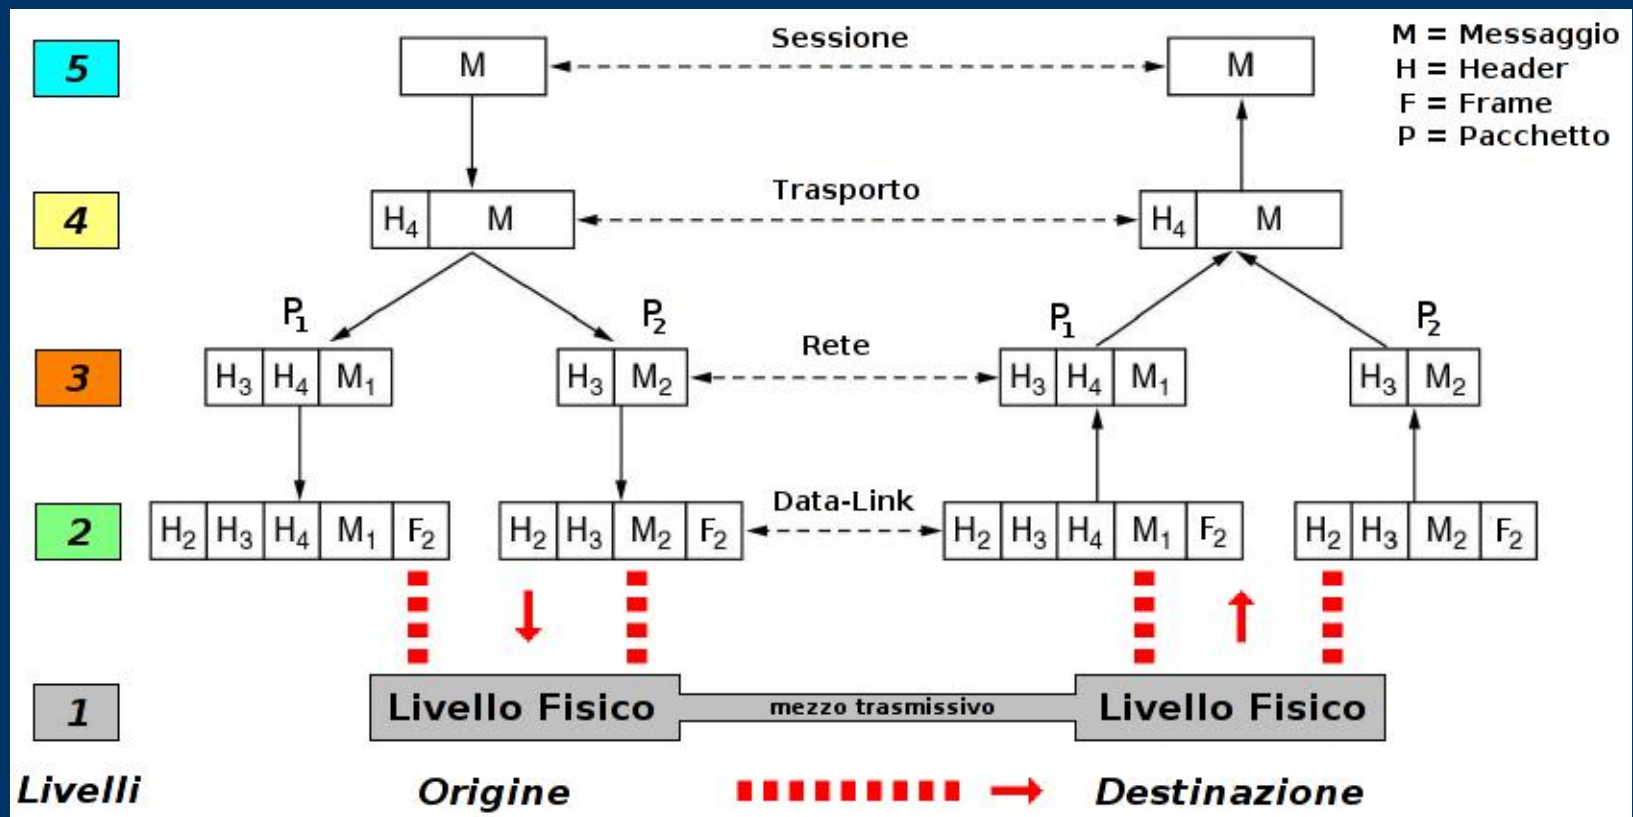 5
M
Sessione
M
M = Messaggio
H = Header
F = Frame
P = Pacchetto
4
H4 M
Trasporto
H4 M
P1
P2
P1
P2
3
H3 H4 M1
H3 M2
Rete
H3 H4 M1
H3 M2
2
H2 H3 H4 M1 F2
H2 H3 M2 F2
Data-Link
H2 H3 H4 M1 F2
H2 H3 M2 F2
1
Livello Fisico
mezzo trasmissivo
Livello Fisico
Livelli
Origine
Destinazione